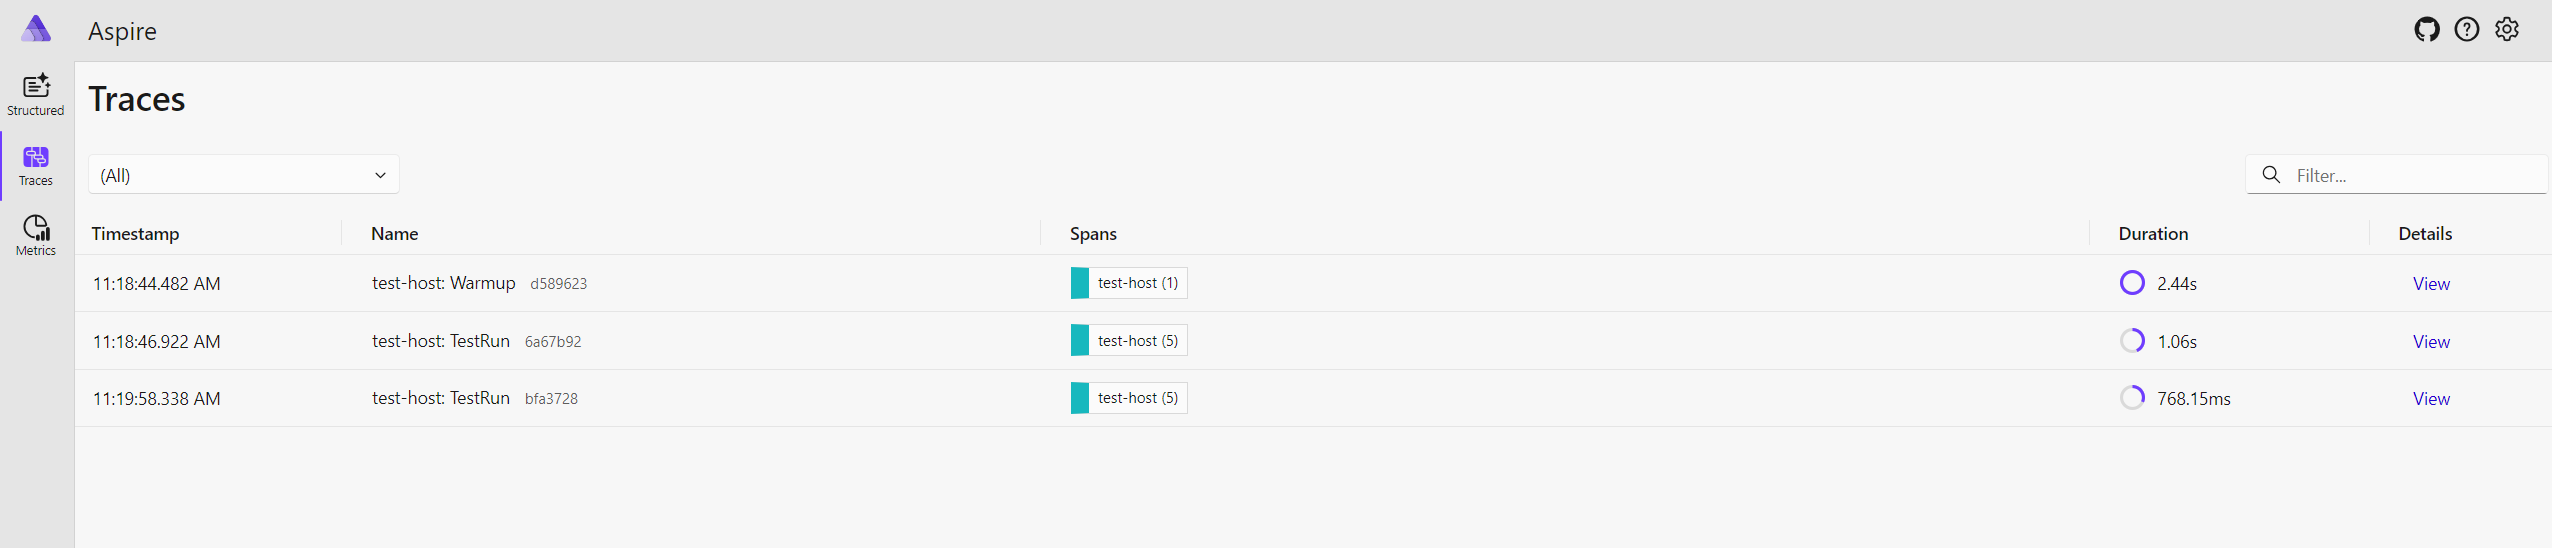 Aspire
Structured
Traces
Metrics
Traces
(All)
Filter...
Timestamp Name Spans Duration Details
11:18:44.482 AM test-host: Warmup d589623 test-host (1) 2.44s View
11:18:46.922 AM test-host: TestRun 6a67b92 test-host (5) 1.06s View
11:19:58.338 AM test-host: TestRun bfa3728 test-host (5) 768.15ms View